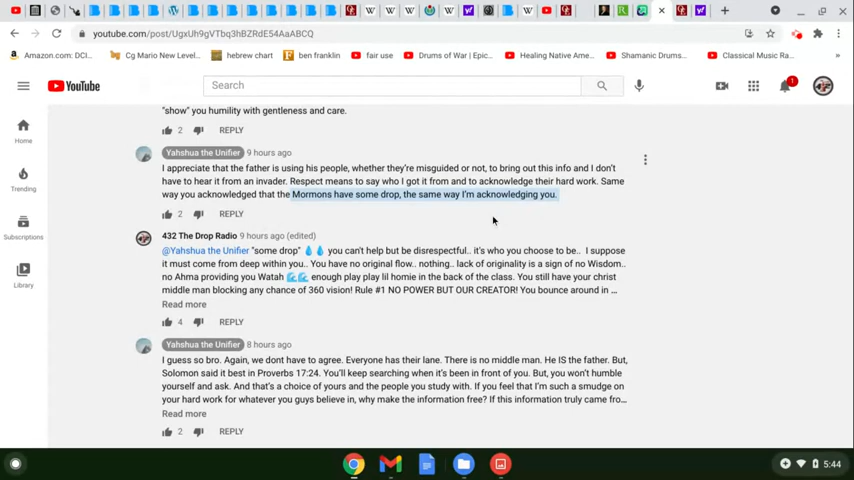 youtube.com/post/UgxUh9gVTbq3hBZRdE54AaABCQ
Amazon.com: DCI...
Cg Mario New Level...
hebrew chart
ben franklin
fair use
Drums of War | Epic...
Healing Native Ame...
Shamanic Drums...
Classical Music Ra...
YouTube
Search
1
Home
Trending
Subscriptions
Library
"show" you humility with gentleness and care.
2 REPLY
Yahshua the Unifier 9 hours ago
I appreciate that the father is using his people, whether they're misguided or not, to bring out this info and I don't
have to hear it from an invader. Respect means to say who I got it from and to acknowledge their hard work. Same
way you acknowledged that the Mormons have some drop, the same way I'm acknowledging you.
2 REPLY
432 The Drop Radio 9 hours ago (edited)
@Yahshua the Unifier "some drop" 💧💧 you can't help but be disrespectful.. it's who you choose to be.. I suppose
it must come from deep within you.. You have no original flow.. nothing.. lack of originality is a sign of no Wisdom..
no Ahma providing you Watah 🌊🌊 enough play play lil homie in the back of the class. You still have your christ
middle man blocking any chance of 360 vision! Rule #1 NO POWER BUT OUR CREATOR! You bounce around in ...
Read more
4 REPLY
Yahshua the Unifier 8 hours ago
I guess so bro. Again, we dont have to agree. Everyone has their lane. There is no middle man. He IS the father. But,
Solomon said it best in Proverbs 17:24. You'll keep searching when it's been in front of you. But, you won't humble
yourself and ask. And that's a choice of yours and the people you study with. If you feel that I'm such a smudge on
your hard work for whatever you guys believe in, why make the information free? If this information truly came fro...
Read more
2 REPLY
5:44